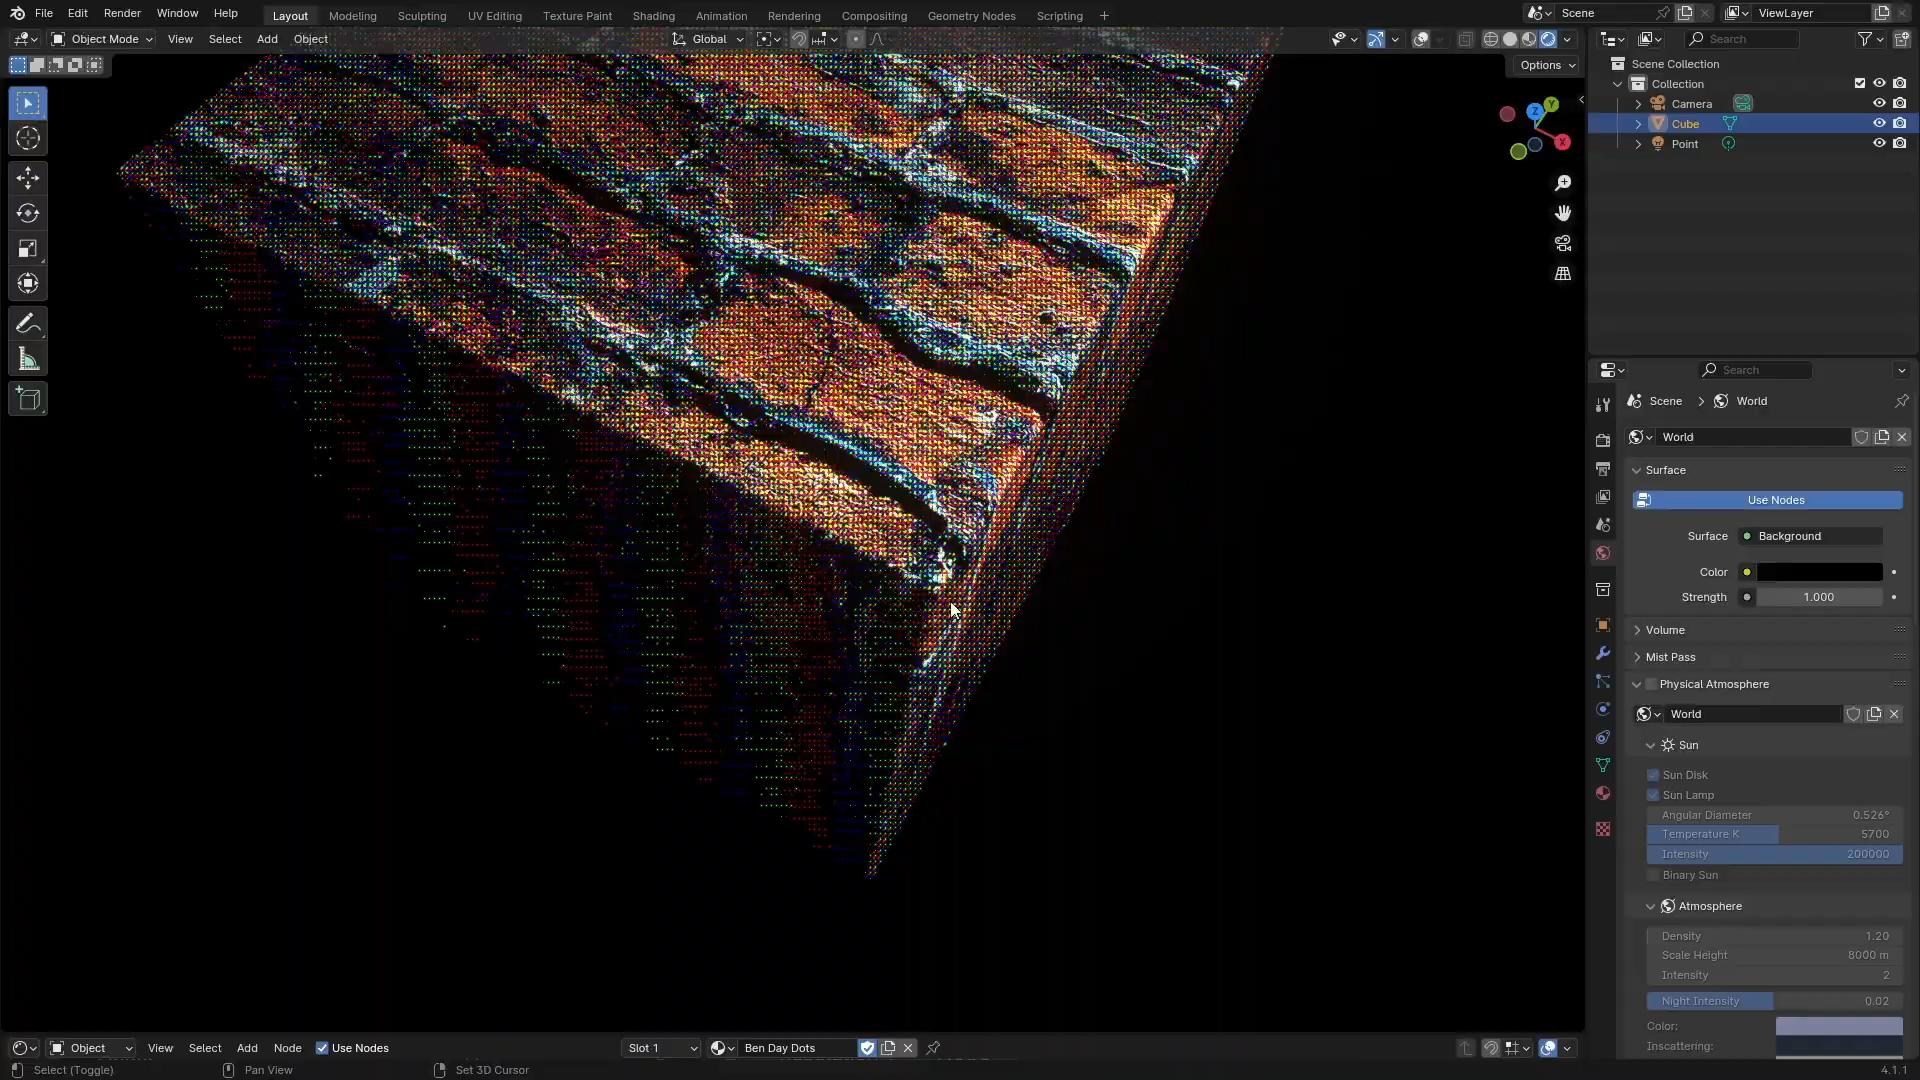 File Edit Render Window Help Layout Modeling Sculpting UV Editing Texture Paint Shading Animation Rendering Compositing Geometry Nodes Scripting + Scene ViewLayer
Object Mode View Select Add Object Global Search
Options
Scene Collection
Collection
Camera
Cube
Point
Search
Scene > World
World
Surface
Use Nodes
Surface Background
Color
Strength 1.000
Volume
Mist Pass
Physical Atmosphere
World
Sun
Sun Disk
Sun Lamp
Angular Diameter 0.526°
Temperature K 5700
Intensity 200000
Binary Sun
Atmosphere
Density 1.20
Scale Height 8000 m
Intensity 2
Night Intensity 0.02
Color:
Inscattering:
Object View Select Add Node Use Nodes Slot 1 Ben Day Dots
Select (Toggle) Pan View Set 3D Cursor 4.1.1